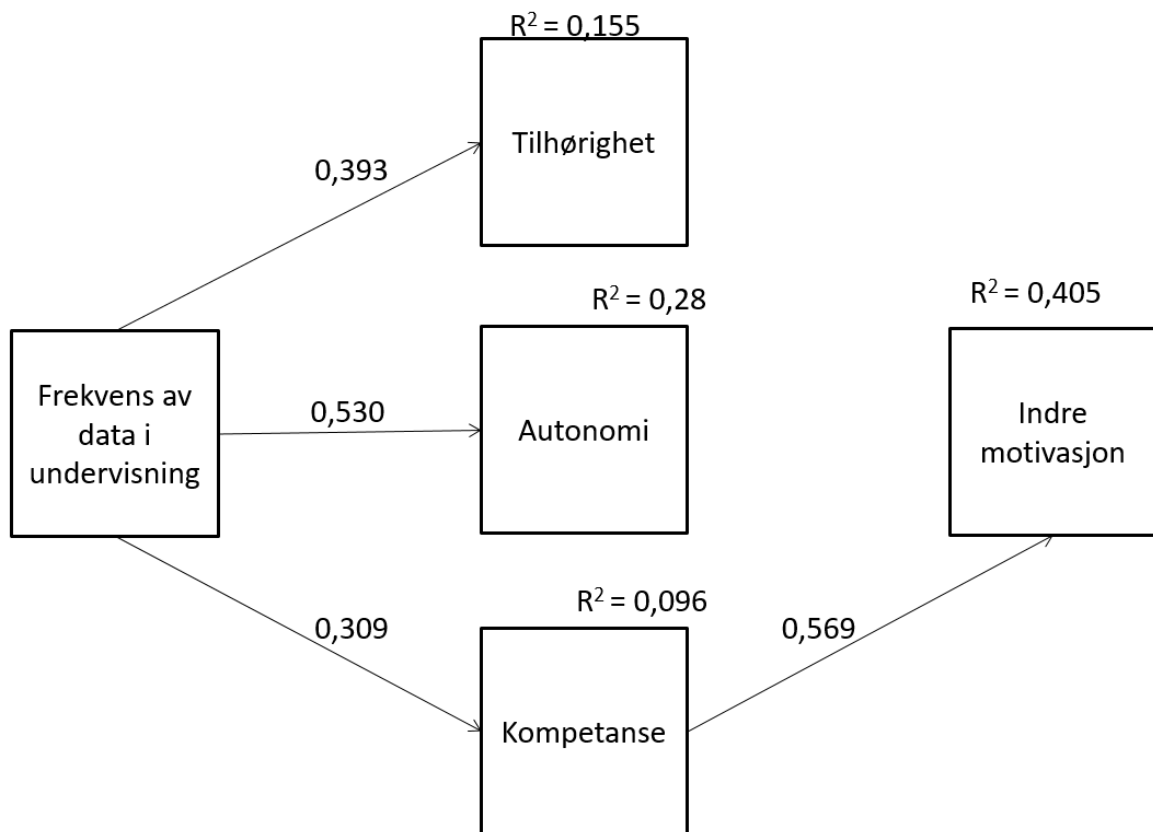 R² = 0,155
Tilhørighet
0,393
R² = 0,28
R² = 0,405
Frekvens av
data i
undervisning
0,530
Autonomi
Indre
motivasjon
R² = 0,096
0,309
0,569
Kompetanse